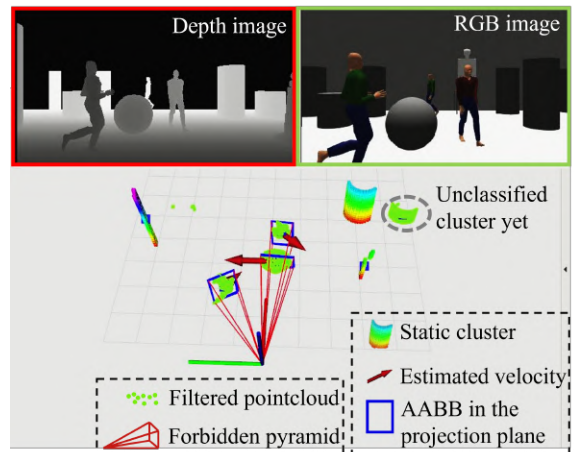 Depth image
RGB image
Unclassified
cluster yet
Static cluster
Estimated velocity
AABB in the
projection plane
Filtered pointcloud
Forbidden pyramid